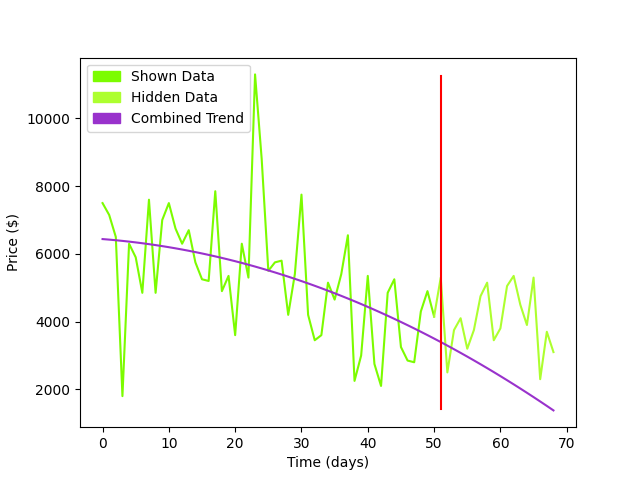 Shown Data
Hidden Data
Combined Trend
10000
8000
6000
4000
2000
Price ($)
0 10 20 30 40 50 60 70
Time (days)